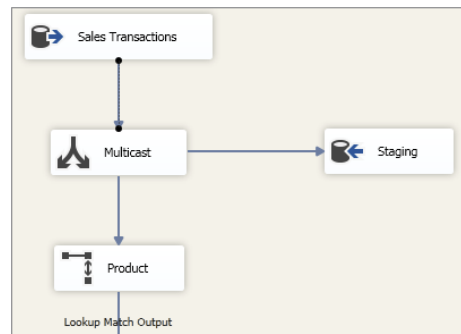 Sales Transactions
Multicast
Staging
Product
Lookup Match Output